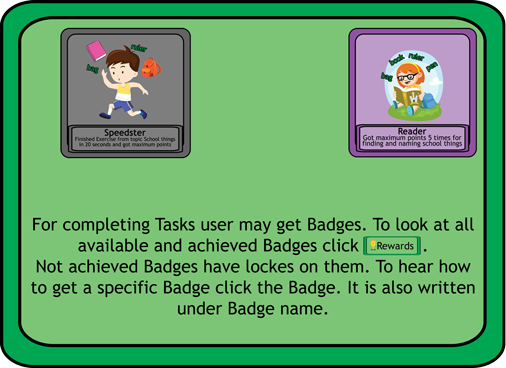 ruler
bag
Speedster
Finished Exercise from topic School things
in 20 seconds and got maximum points
book ruler
bag
Reader
Got maximum points 5 times for
finding and naming school things
For completing Tasks user may get Badges. To look at all
available and achieved Badges click Rewards .
Not achieved Badges have lockes on them. To hear how
to get a specific Badge click the Badge. It is also written
under Badge name.